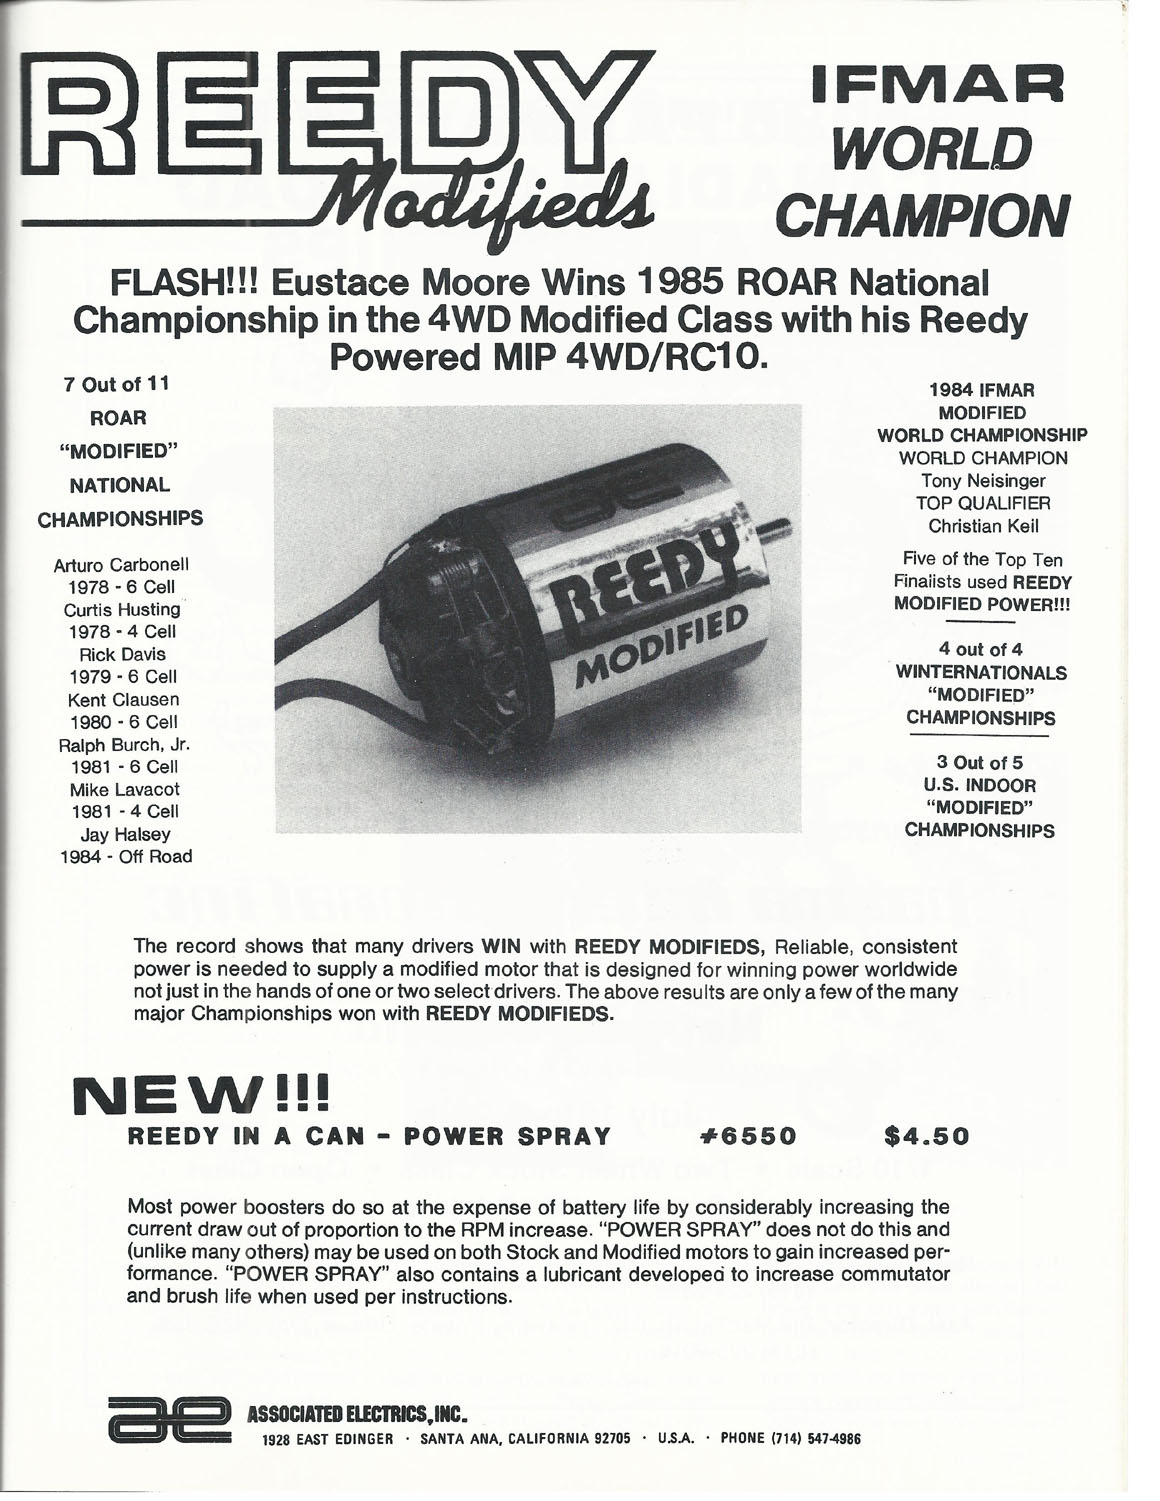 REEDY
Modifieds
IFMAR
WORLD
CHAMPION
FLASH!!! Eustace Moore Wins 1985 ROAR National
Championship in the 4WD Modified Class with his Reedy
Powered MIP 4WD/RC10.
7 Out of 11
ROAR
“MODIFIED”
NATIONAL
CHAMPIONSHIPS
Arturo Carbonell
1978 - 6 Cell
Curtis Husting
1978 - 4 Cell
Rick Davis
1979 - 6 Cell
Kent Clausen
1980 - 6 Cell
Ralph Burch, Jr.
1981 - 6 Cell
Mike Lavacot
1981 - 4 Cell
Jay Halsey
1984 - Off Road
ae
REEDY
MODIFIED
1984 IFMAR
MODIFIED
WORLD CHAMPIONSHIP
WORLD CHAMPION
Tony Neisinger
TOP QUALIFIER
Christian Keil
Five of the Top Ten
Finalists used REEDY
MODIFIED POWER!!!
4 out of 4
WINTERNATIONALS
“MODIFIED”
CHAMPIONSHIPS
3 Out of 5
U.S. INDOOR
“MODIFIED”
CHAMPIONSHIPS
The record shows that many drivers WIN with REEDY MODIFIEDS, Reliable, consistent
power is needed to supply a modified motor that is designed for winning power worldwide
not just in the hands of one or two select drivers. The above results are only a few of the many
major Championships won with REEDY MODIFIEDS.
NEW!!!
REEDY IN A CAN - POWER SPRAY #6550 $4.50
Most power boosters do so at the expense of battery life by considerably increasing the
current draw out of proportion to the RPM increase. “POWER SPRAY” does not do this and
(unlike many others) may be used on both Stock and Modified motors to gain increased per-
formance. “POWER SPRAY” also contains a lubricant developed to increase commutator
and brush life when used per instructions.
ae ASSOCIATED ELECTRICS, INC.
1928 EAST EDINGER · SANTA ANA, CALIFORNIA 92705 · U.S.A. · PHONE (714) 547-4986